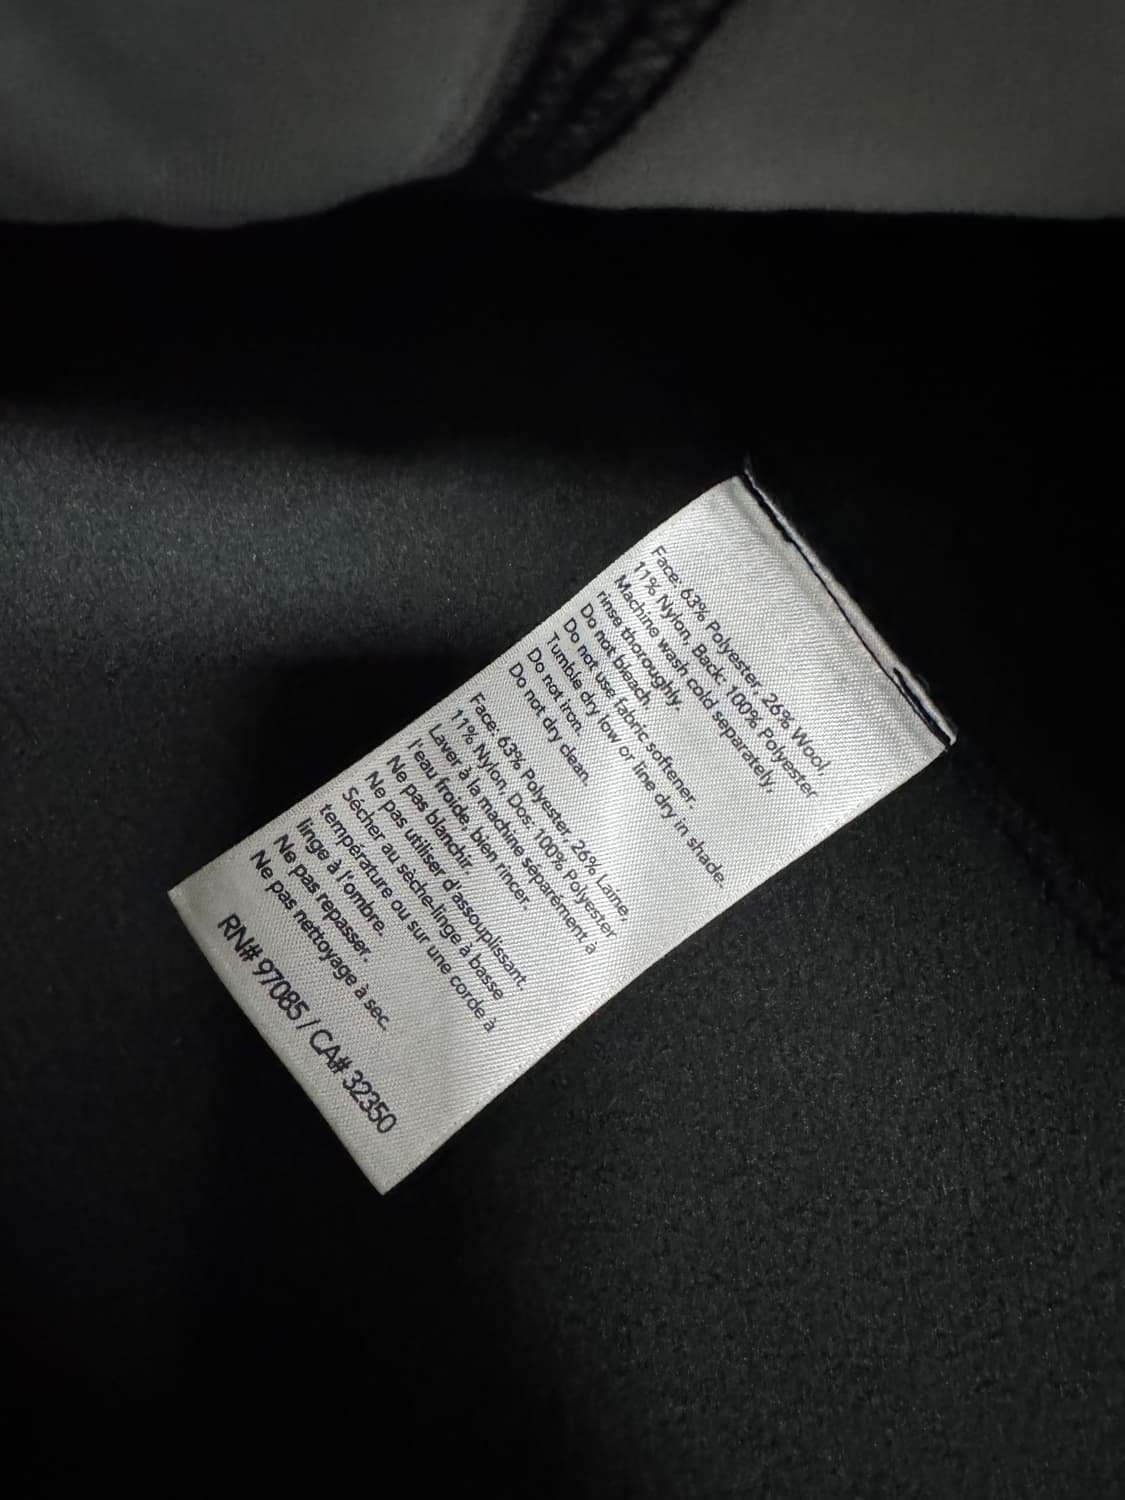 Face: 63% Polyester, 26% Wool,
11% Nylon, Back: 100% Polyester
Machine wash cold separately,
rinse thoroughly.
Do not bleach.
Do not use fabric softener.
Tumble dry low or line dry in shade.
Do not iron.
Do not dry clean.
Face: 63% Polyester, 26% Laine,
11% Nylon, Dos: 100% Polyester
Laver à la machine séparément à
l'eau froide, bien rincer.
Ne pas blanchir.
Ne pas utiliser d'assouplissant.
Sécher au sèche-linge à basse
température ou sur une corde à
linge à l'ombre.
Ne pas repasser.
Ne pas nettoyage à sec.
RN# 97085 / CA# 32350